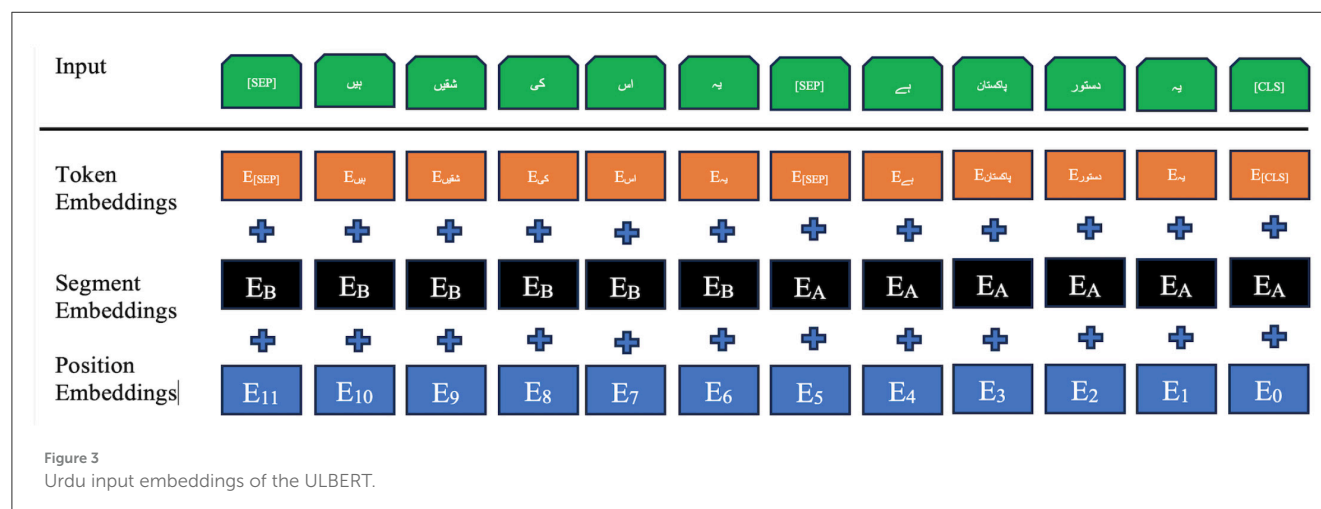 Input [SEP] ہیں شقیں کی اس یہ [SEP] ہے پاکستان دستور یہ [CLS]
Token
Embeddings
E[SEP] Eہیں Eشقیں Eکی Eاس Eیہ E[SEP] Eہے Eپاکستان Eدستور Eیہ E[CLS]
+ + + + + + + + + + + +
Segment
Embeddings
EB EB EB EB EB EB EA EA EA EA EA EA
+ + + + + + + + + + + +
Position
Embeddings
E11 E10 E9 E8 E7 E6 E5 E4 E3 E2 E1 E0
Figure 3
Urdu input embeddings of the ULBERT.